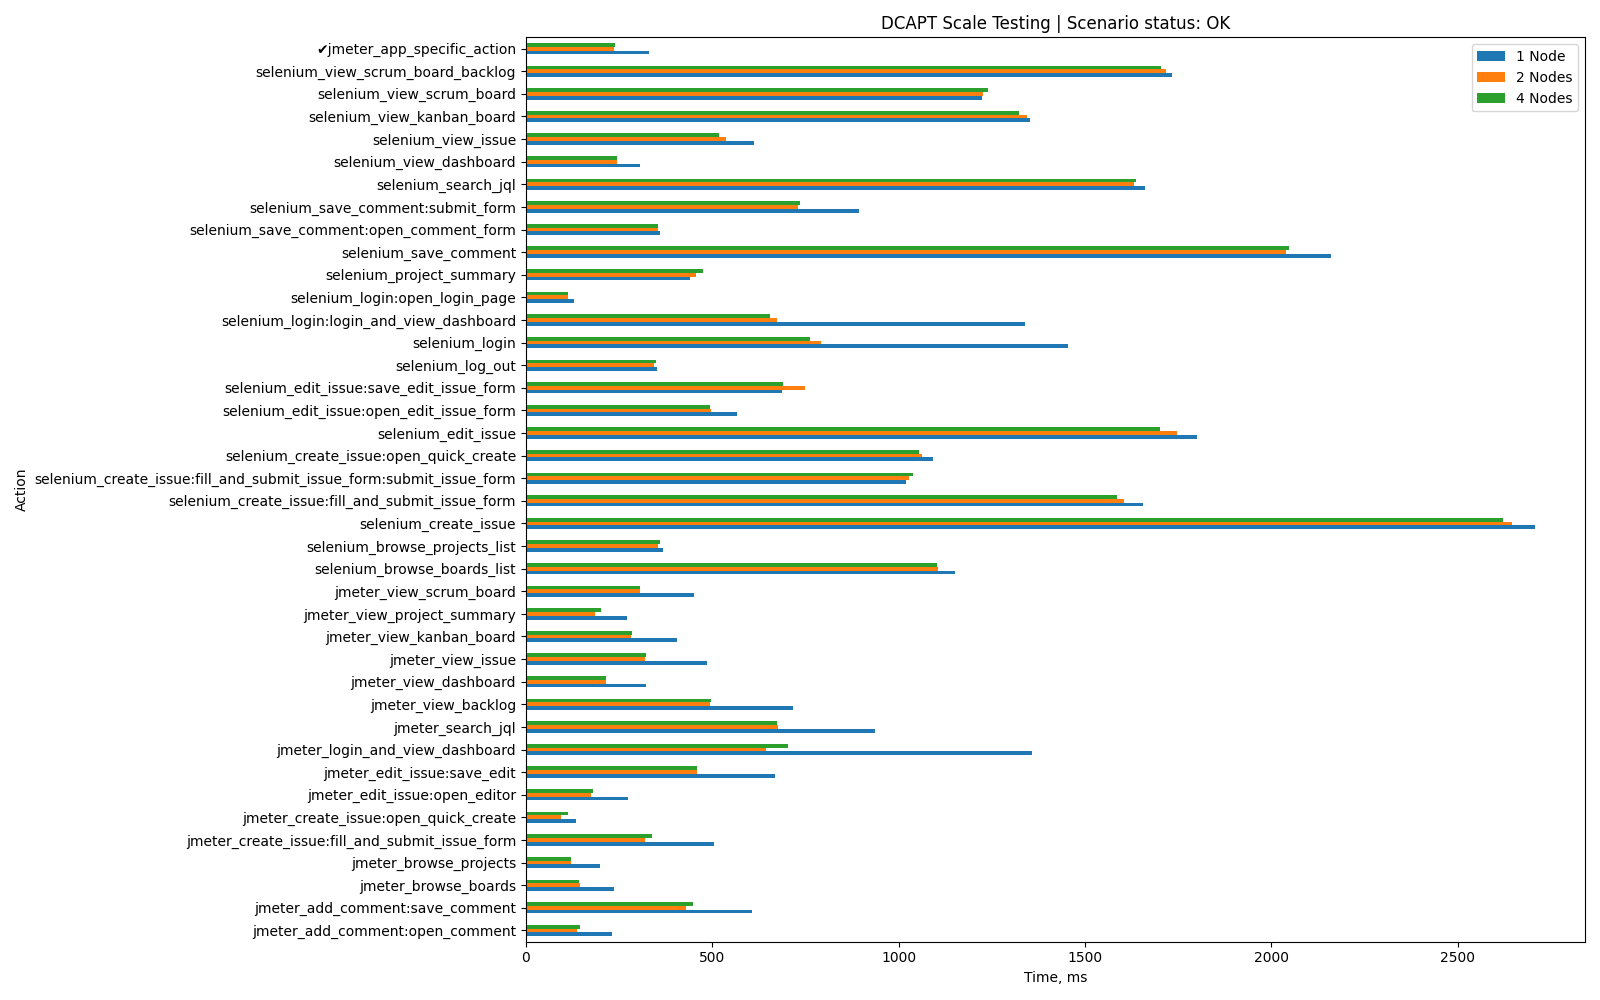 DCAPT Scale Testing | Scenario status: OK
✔jmeter_app_specific_action
selenium_view_scrum_board_backlog
selenium_view_scrum_board
selenium_view_kanban_board
selenium_view_issue
selenium_view_dashboard
selenium_search_jql
selenium_save_comment:submit_form
selenium_save_comment:open_comment_form
selenium_save_comment
selenium_project_summary
selenium_login:open_login_page
selenium_login:login_and_view_dashboard
selenium_login
selenium_log_out
selenium_edit_issue:save_edit_issue_form
selenium_edit_issue:open_edit_issue_form
selenium_edit_issue
selenium_create_issue:open_quick_create
selenium_create_issue:fill_and_submit_issue_form:submit_issue_form
selenium_create_issue:fill_and_submit_issue_form
selenium_create_issue
selenium_browse_projects_list
selenium_browse_boards_list
jmeter_view_scrum_board
jmeter_view_project_summary
jmeter_view_kanban_board
jmeter_view_issue
jmeter_view_dashboard
jmeter_view_backlog
jmeter_search_jql
jmeter_login_and_view_dashboard
jmeter_edit_issue:save_edit
jmeter_edit_issue:open_editor
jmeter_create_issue:open_quick_create
jmeter_create_issue:fill_and_submit_issue_form
jmeter_browse_projects
jmeter_browse_boards
jmeter_add_comment:save_comment
jmeter_add_comment:open_comment
Action
1 Node
2 Nodes
4 Nodes
0 500 1000 1500 2000 2500
Time, ms